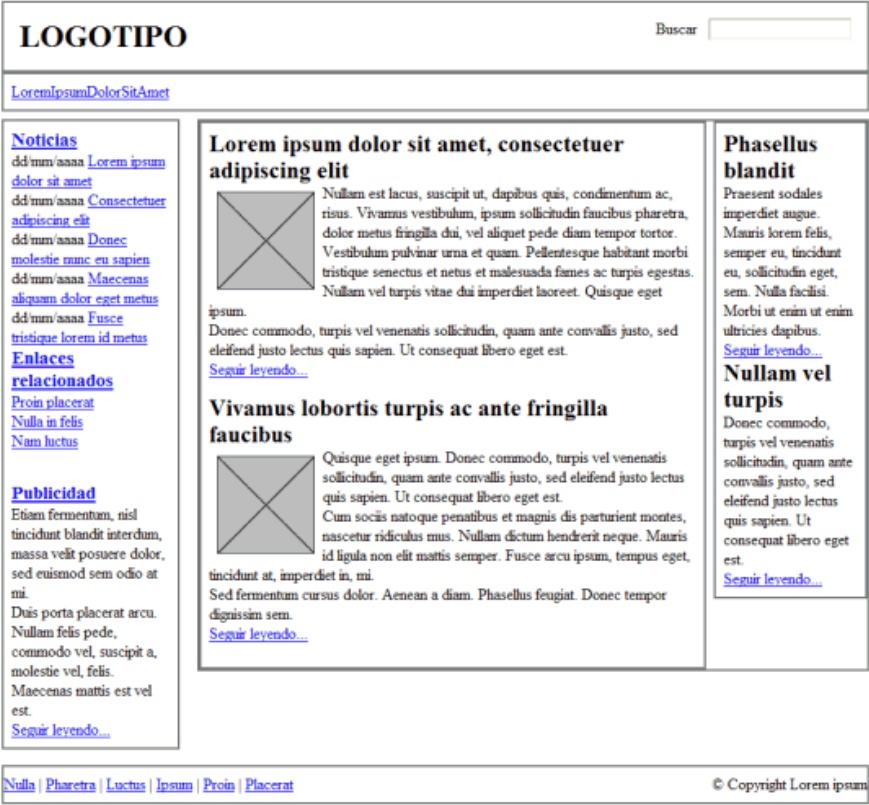 LOGOTIPO
Buscar
LoremIpsumDolorSitAmet
Noticias
dd/mm/aaaa Lorem ipsum
dolor sit amet
dd/mm/aaaa Consectetuer
adipiscing elit
dd/mm/aaaa Donec
molestie nunc eu sapien
dd/mm/aaaa Maecenas
aliquam dolor eget metus
dd/mm/aaaa Fusce
tristique lorem id metus
Enlaces
relacionados
Proin placerat
Nulla in felis
Nam luctus
Publicidad
Etiam fermentum, nisl
tincidunt blandit interdum,
massa velit posuere dolor,
sed euismod sem odio at
mi.
Duis porta placerat arcu.
Nullam felis pede,
commodo vel, suscipit a,
molestie vel, felis.
Maecenas mattis est vel
est.
Seguir leyendo...
Lorem ipsum dolor sit amet, consectetuer
adipiscing elit
Nullam est lacus, suscipit ut, dapibus quis, condimentum ac,
risus. Vivamus vestibulum, ipsum sollicitudin faucibus pharetra,
dolor metus fringilla dui, vel aliquet pede diam tempor tortor.
Vestibulum pulvinar urna et quam. Pellentesque habitant morbi
tristique senectus et netus et malesuada fames ac turpis egestas.
Nullam vel turpis vitae dui imperdiet laoreet. Quisque eget
ipsum.
Donec commodo, turpis vel venenatis sollicitudin, quam ante convallis justo, sed
eleifend justo lectus quis sapien. Ut consequat libero eget est.
Seguir leyendo...
Vivamus lobortis turpis ac ante fringilla
faucibus
Quisque eget ipsum. Donec commodo, turpis vel venenatis
sollicitudin, quam ante convallis justo, sed eleifend justo lectus
quis sapien. Ut consequat libero eget est.
Cum sociis natoque penatibus et magnis dis parturient montes,
nascetur ridiculus mus. Nullam dictum hendrerit neque. Mauris
id ligula non elit mattis semper. Fusce arcu ipsum, tempus eget,
tincidunt at, imperdiet in, mi.
Sed fermentum cursus dolor. Aenean a diam. Phasellus feugiat. Donec tempor
dignissim sem.
Seguir leyendo...
Phasellus
blandit
Praesent sodales
imperdiet augue.
Mauris lorem felis,
semper eu, tincidunt
eu, sollicitudin eget,
sem. Nulla facilisi.
Morbi ut enim ut enim
ultricies dapibus.
Seguir leyendo...
Nullam vel
turpis
Donec commodo,
turpis vel venenatis
sollicitudin, quam ante
convallis justo, sed
eleifend justo lectus
quis sapien. Ut
consequat libero eget
est.
Seguir leyendo...
Nulla | Pharetra | Luctus | Ipsum | Proin | Placerat
© Copyright Lorem ipsum